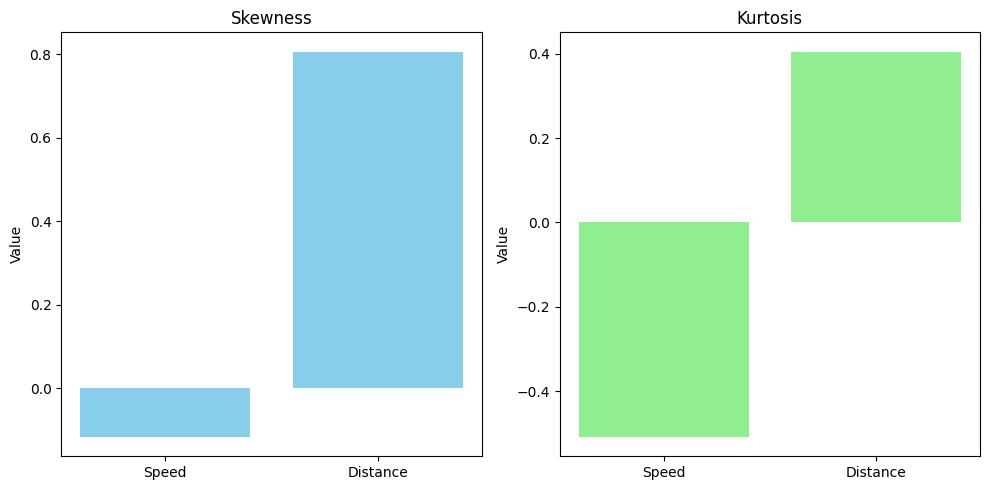 Skewness
Value
0.8
0.6
0.4
0.2
0.0
Speed
Distance
Kurtosis
Value
0.4
0.2
0.0
−0.2
−0.4
Speed
Distance